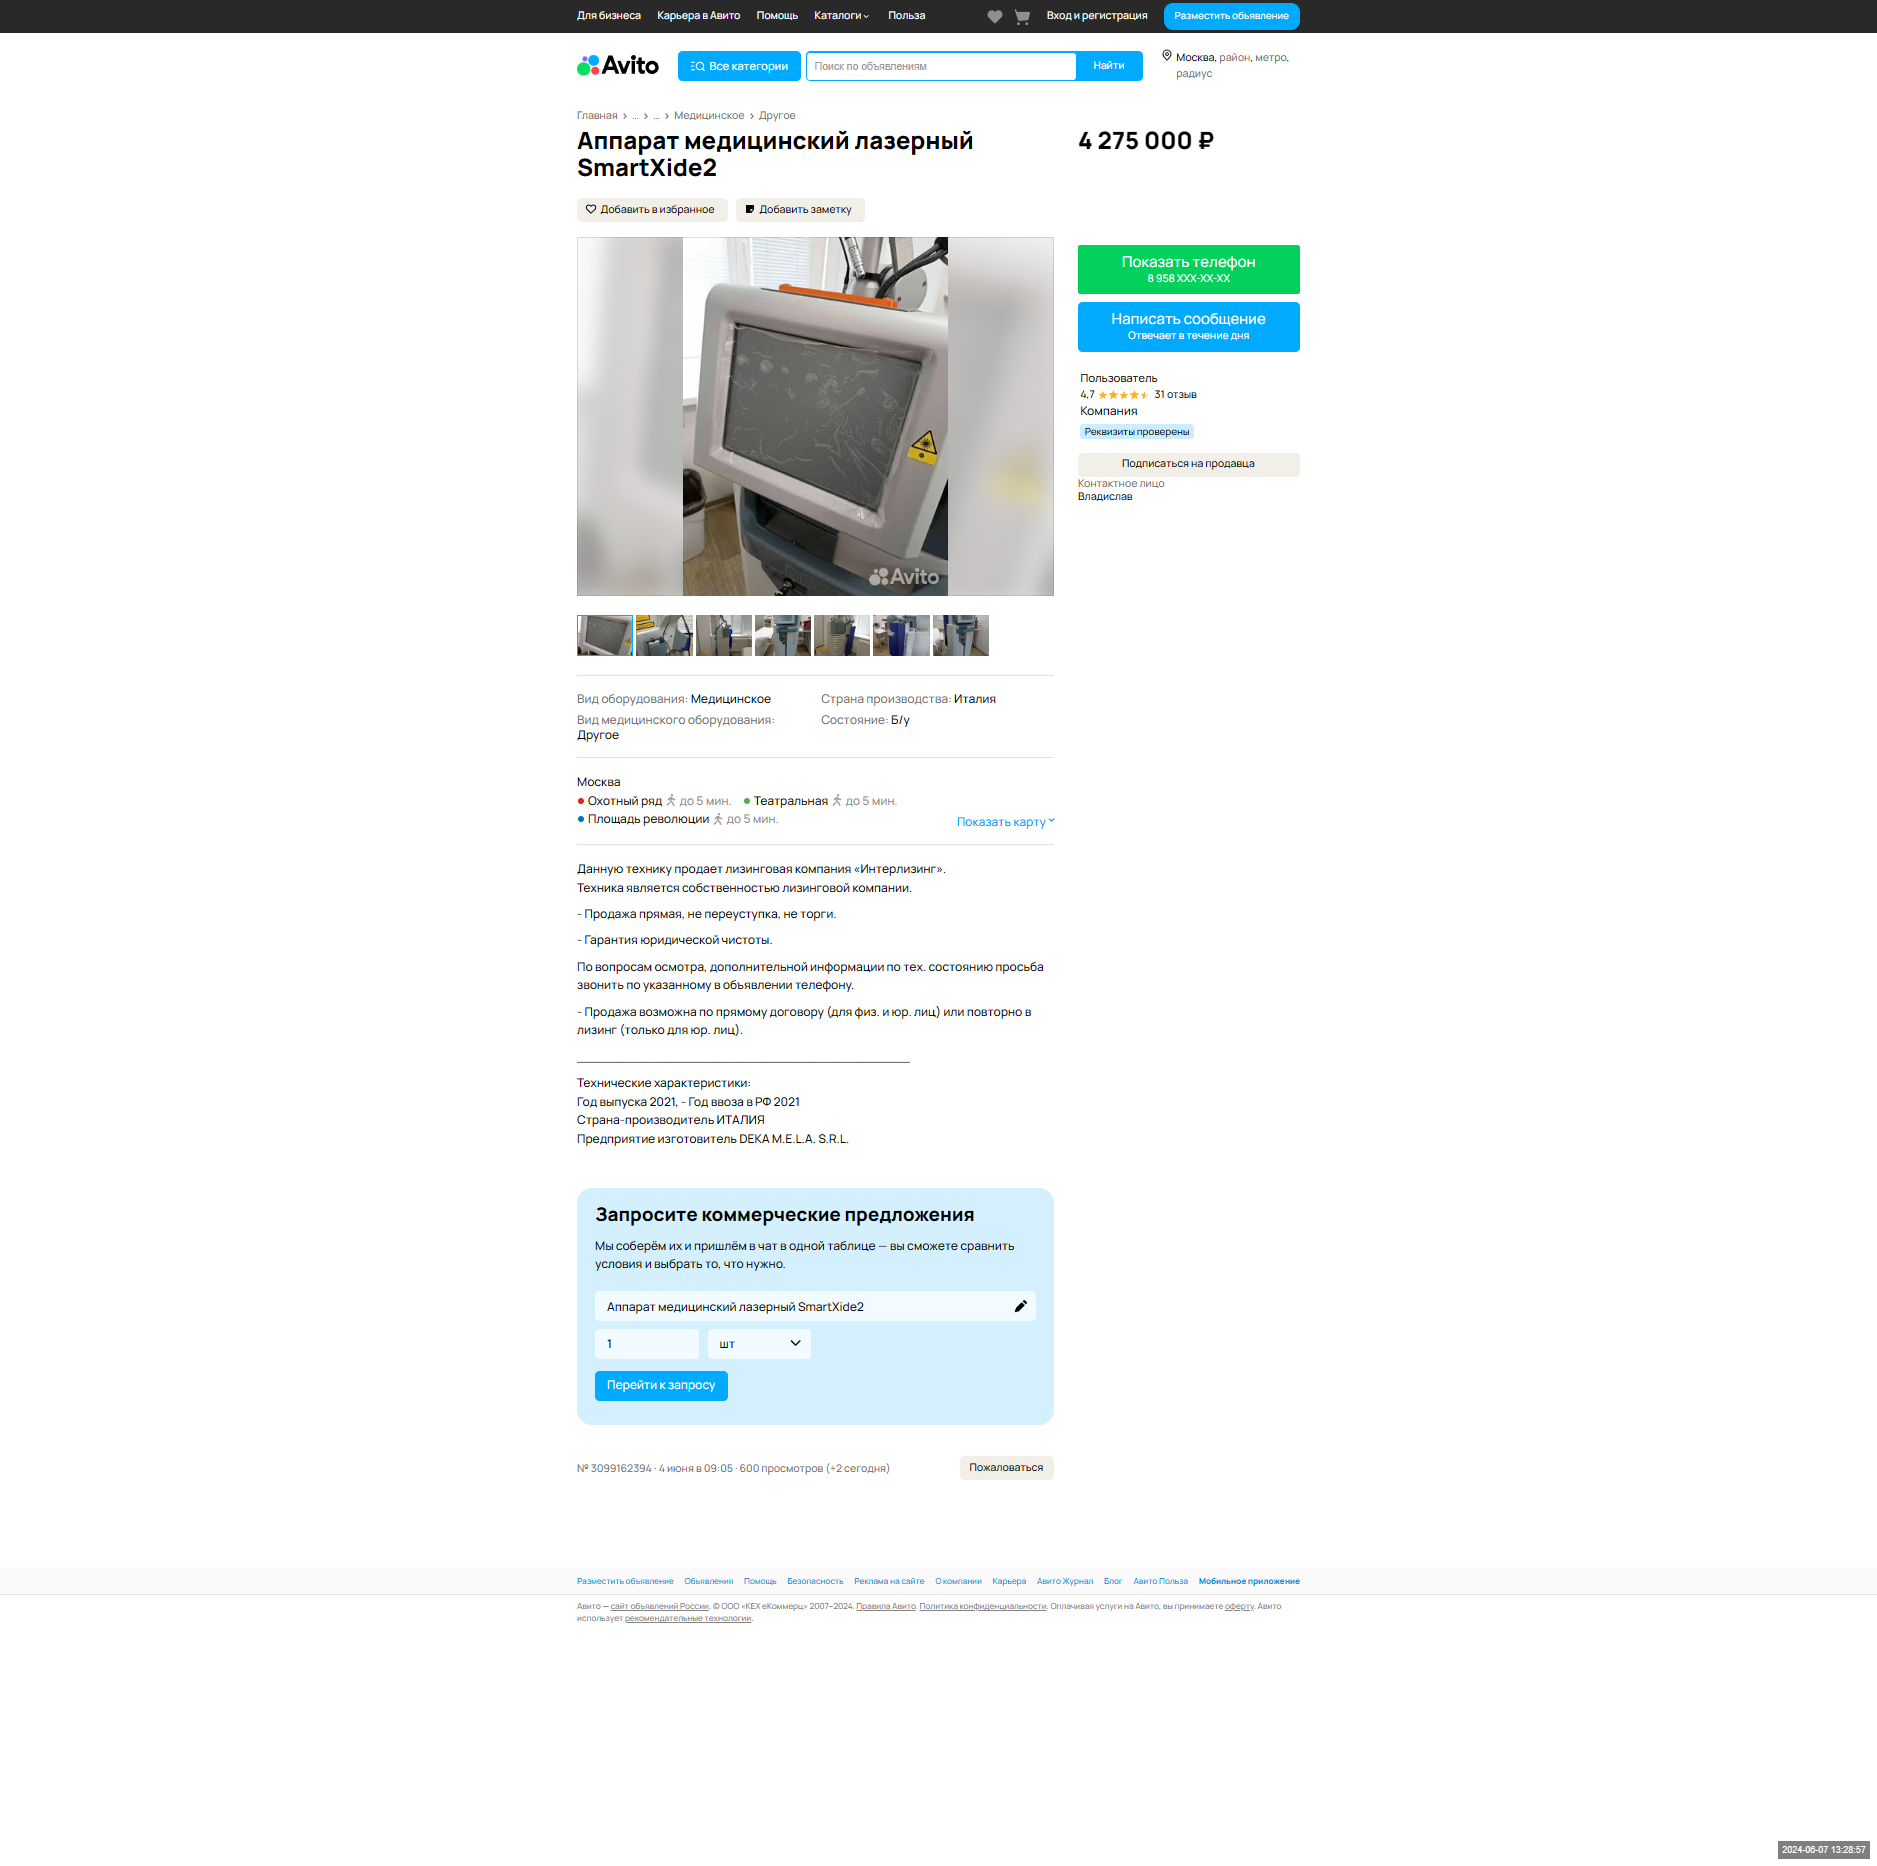 Для бизнеса Карьера в Авито Помощь Каталоги Польза Вход и регистрация Разместить объявление
Avito Все категории Поиск по объявлениям Найти Москва, район, метро, радиус
Главная › ... › ... › Медицинское › Другое
Аппарат медицинский лазерный
SmartXide2
4 275 000 ₽
Добавить в избранное Добавить заметку
Avito
Показать телефон
8 958 XXX-XX-XX
Написать сообщение
Отвечает в течение дня
Пользователь
4,7 31 отзыв
Компания
Реквизиты проверены
Подписаться на продавца
Контактное лицо
Владислав
Вид оборудования: Медицинское Страна производства: Италия
Вид медицинского оборудования: Состояние: Б/у
Другое
Москва
Охотный ряд до 5 мин. Театральная до 5 мин.
Площадь революции до 5 мин. Показать карту
Данную технику продает лизинговая компания «Интерлизинг».
Техника является собственностью лизинговой компании.
- Продажа прямая, не переуступка, не торги.
- Гарантия юридической чистоты.
По вопросам осмотра, дополнительной информации по тех. состоянию просьба
звонить по указанному в объявлении телефону.
- Продажа возможна по прямому договору (для физ. и юр. лиц) или повторно в
лизинг (только для юр. лиц).
Технические характеристики:
Год выпуска 2021, - Год ввоза в РФ 2021
Страна-производитель ИТАЛИЯ
Предприятие изготовитель DEKA M.E.L.A. S.R.L.
Запросите коммерческие предложения
Мы соберём их и пришлём в чат в одной таблице — вы сможете сравнить
условия и выбрать то, что нужно.
Аппарат медицинский лазерный SmartXide2
1 шт
Перейти к запросу
№ 3099162394 · 4 июня в 09:05 · 600 просмотров (+2 сегодня) Пожаловаться
Разместить объявление Объявления Помощь Безопасность Реклама на сайте О компании Карьера Авито Журнал Блог Авито Польза Мобильное приложение
Авито — сайт объявлений России. © ООО «КЕХ еКоммерц» 2007–2024. Правила Авито. Политика конфиденциальности. Оплачивая услуги на Авито, вы принимаете оферту. Авито
использует рекомендательные технологии.
2024-06-07 13:28:57